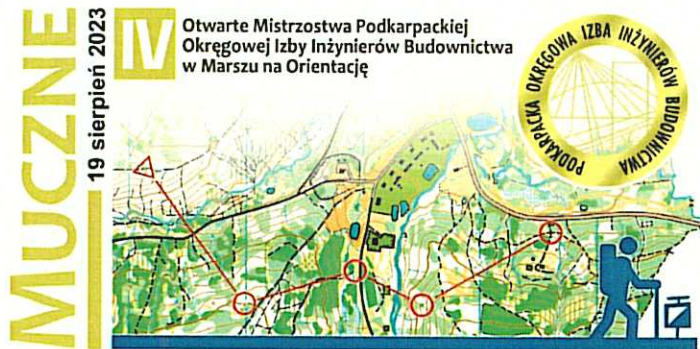 MUCZNE
19 sierpień 2023
IV
Otwarte Mistrzostwa Podkarpackiej
Okręgowej Izby Inżynierów Budownictwa
w Marszu na Orientację
PODKARPACKA OKRĘGOWA IZBA INŻYNIERÓW BUDOWNICTWA